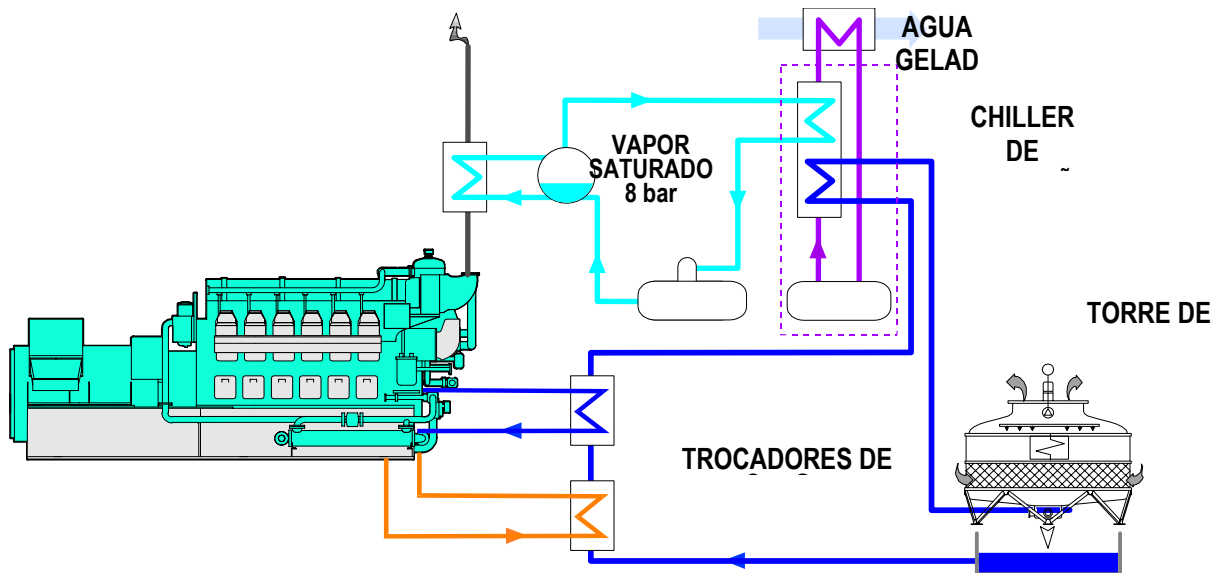 AGUA
GELAD
CHILLER
DE
VAPOR
SATURADO
8 bar
TORRE DE
TROCADORES DE